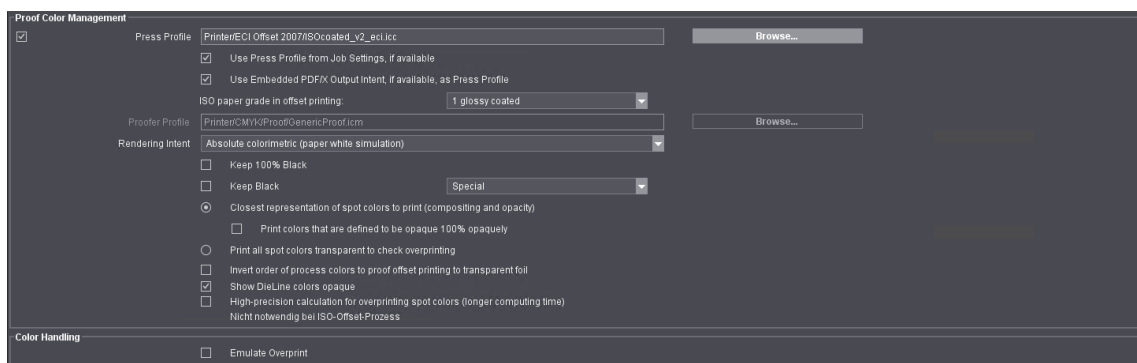 Proof Color Management
Press Profile Printer/ECI Offset 2007/ISOcoated_v2_eci.icc Browse...
Use Press Profile from Job Settings, if available
Use Embedded PDF/X Output Intent, if available, as Press Profile
ISO paper grade in offset printing: 1 glossy coated
Proofer Profile Printer/CMYK/Proof/GenericProof.icm Browse...
Rendering Intent Absolute colorimetric (paper white simulation)
Keep 100% Black
Keep Black Special
Closest representation of spot colors to print (compositing and opacity)
Print colors that are defined to be opaque 100% opaquely
Print all spot colors transparent to check overprinting
Invert order of process colors to proof offset printing to transparent foil
Show DieLine colors opaque
High-precision calculation for overprinting spot colors (longer computing time)
Nicht notwendig bei ISO-Offset-Prozess
Color Handling
Emulate Overprint